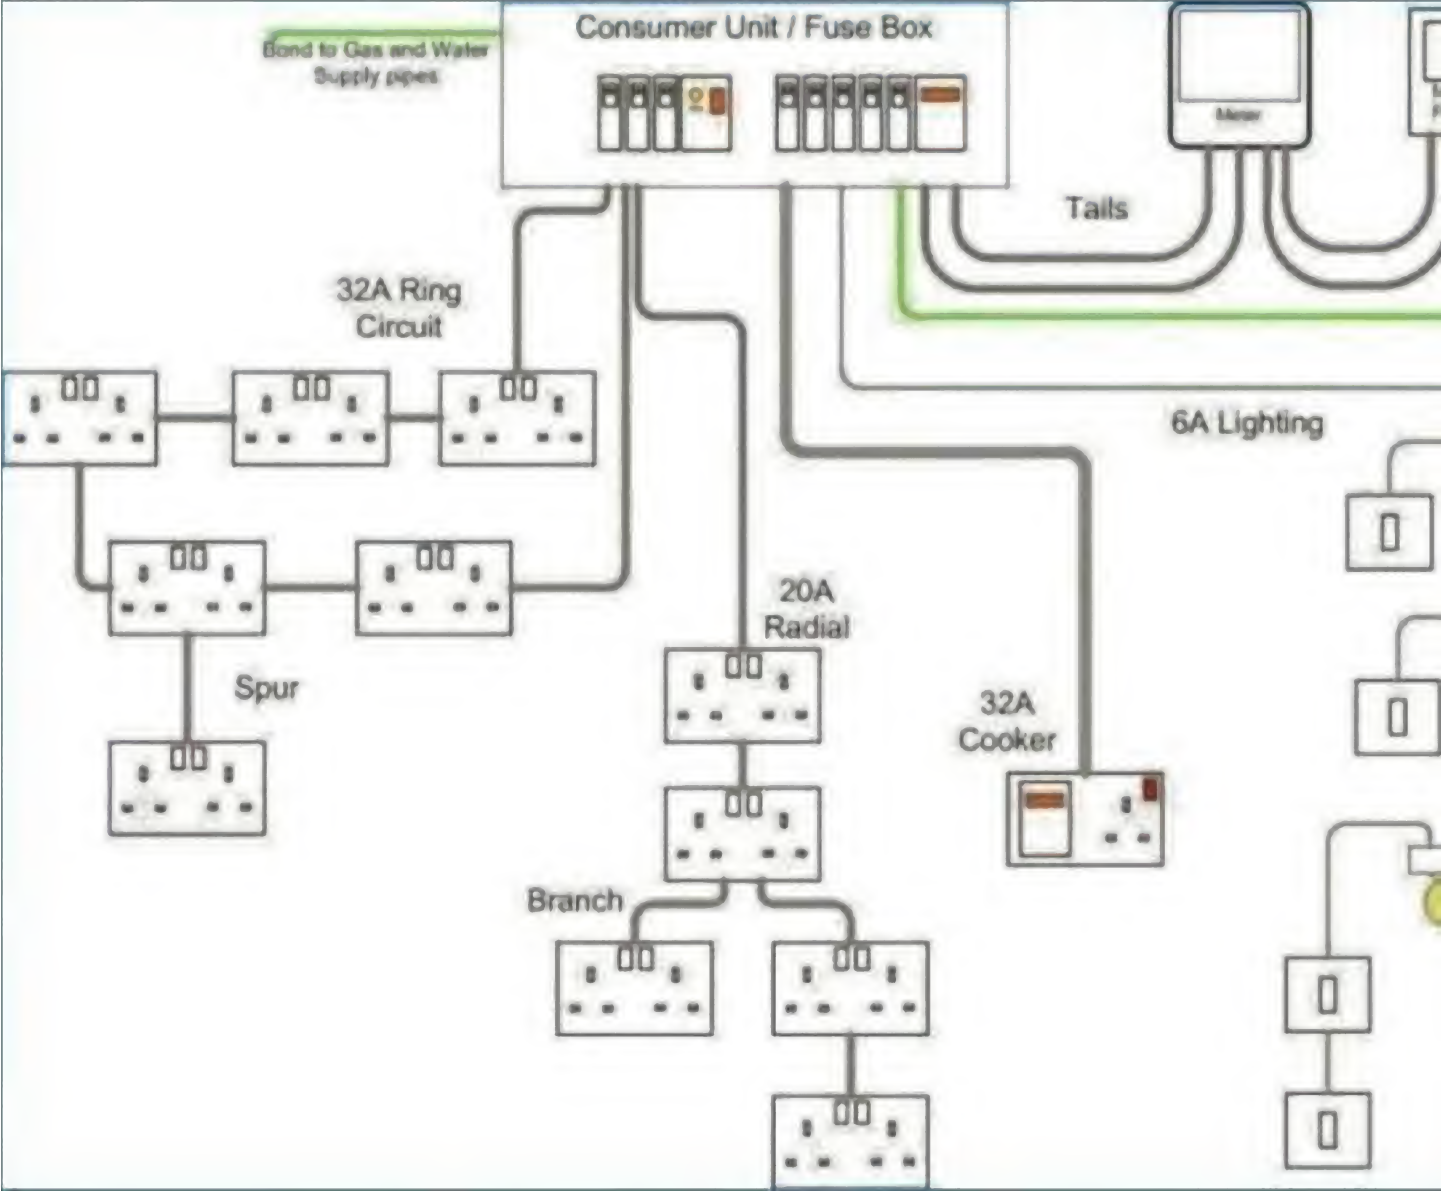 Consumer Unit / Fuse Box
Bond to Gas and Water
Supply pipes
Meter
Tails
32A Ring
Circuit
6A Lighting
20A
Radial
Spur
32A
Cooker
Branch